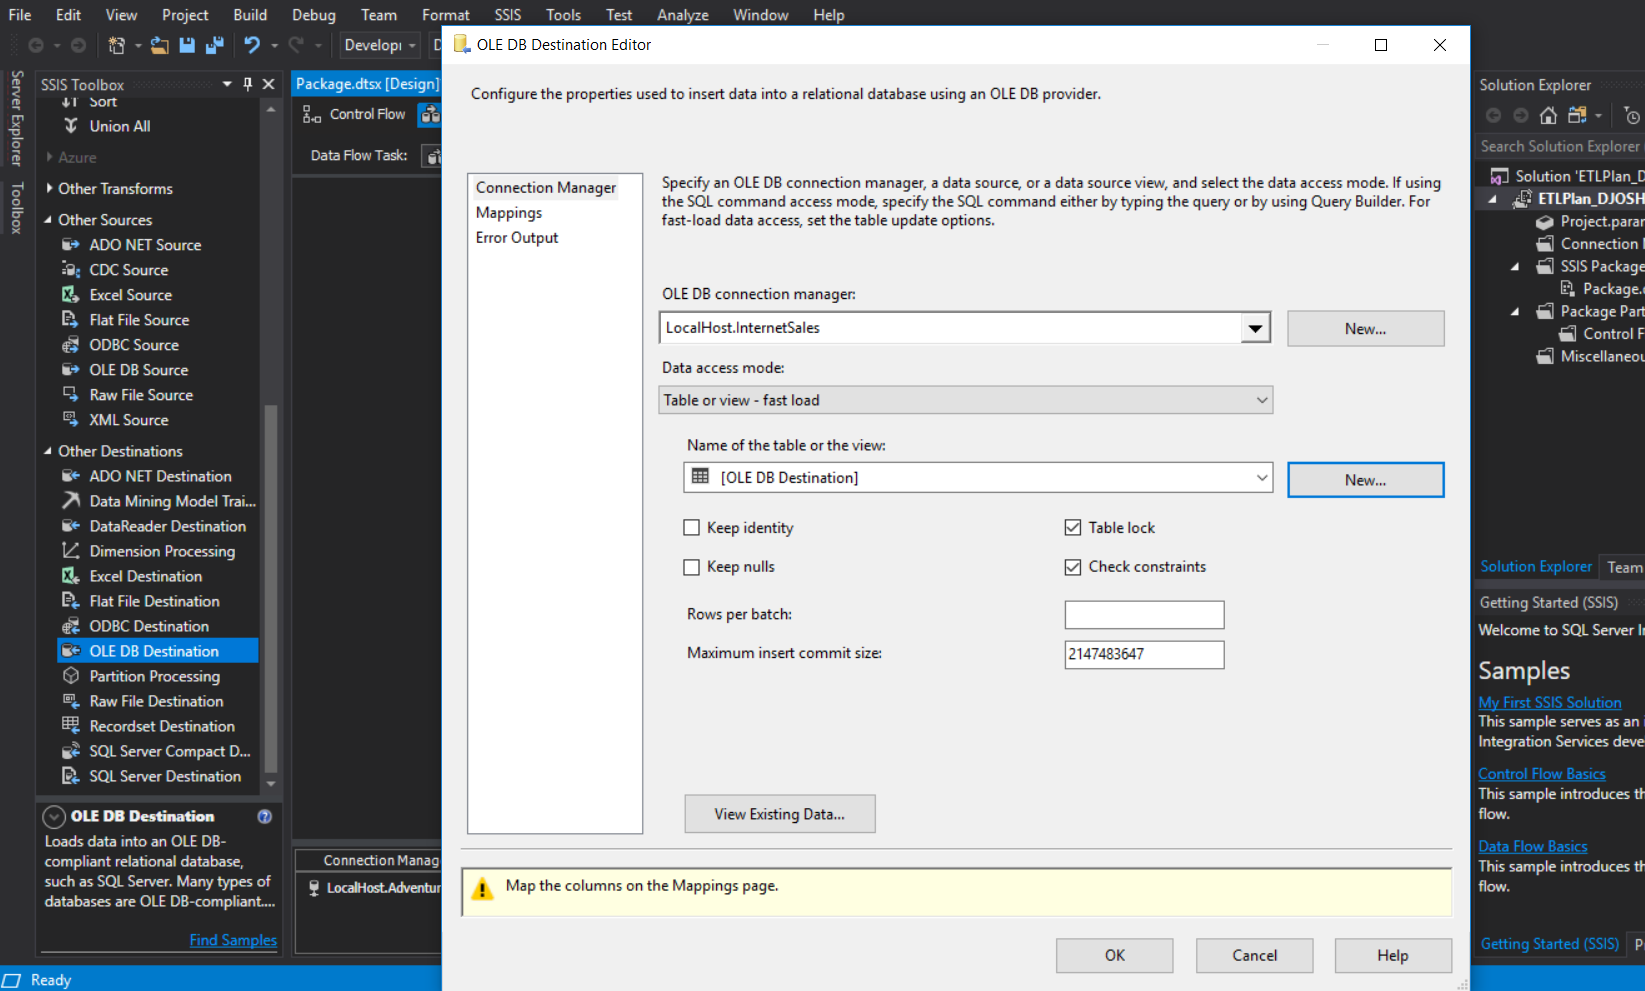 File Edit View Project Build Debug Team Format SSIS Tools Test Analyze Window Help
OLE DB Destination Editor
Configure the properties used to insert data into a relational database using an OLE DB provider.
Connection Manager
Mappings
Error Output
Specify an OLE DB connection manager, a data source, or a data source view, and select the data access mode. If using
the SQL command access mode, specify the SQL command either by typing the query or by using Query Builder. For
fast-load data access, set the table update options.
OLE DB connection manager:
LocalHost.InternetSales
New...
Data access mode:
Table or view - fast load
Name of the table or the view:
[OLE DB Destination]
New...
Keep identity
Table lock
Keep nulls
Check constraints
Rows per batch:
Maximum insert commit size:
2147483647
View Existing Data...
Map the columns on the Mappings page.
OK
Cancel
Help
Server Explorer
Toolbox
SSIS Toolbox
Sort
Union All
Azure
Other Transforms
Other Sources
ADO NET Source
CDC Source
Excel Source
Flat File Source
ODBC Source
OLE DB Source
Raw File Source
XML Source
Other Destinations
ADO NET Destination
Data Mining Model Trai...
DataReader Destination
Dimension Processing
Excel Destination
Flat File Destination
ODBC Destination
OLE DB Destination
Partition Processing
Raw File Destination
Recordset Destination
SQL Server Compact D...
SQL Server Destination
OLE DB Destination
Loads data into an OLE DB-
compliant relational database,
such as SQL Server. Many types of
databases are OLE DB-compliant....
Find Samples
Ready
Developi
D
Package.dtsx [Design]
Control Flow
Data Flow Task:
Connection Manag
LocalHost.Adventur
Solution Explorer
Search Solution Explorer
Solution 'ETLPlan_D
ETLPlan_DJOSH
Project.paran
Connection
SSIS Package
Package.
Package Part
Control F
Miscellaneou
Solution Explorer Team
Getting Started (SSIS)
Welcome to SQL Server In
Samples
My First SSIS Solution
This sample serves as an i
Integration Services deve
Control Flow Basics
This sample introduces th
flow.
Data Flow Basics
This sample introduces th
flow.
Getting Started (SSIS) P